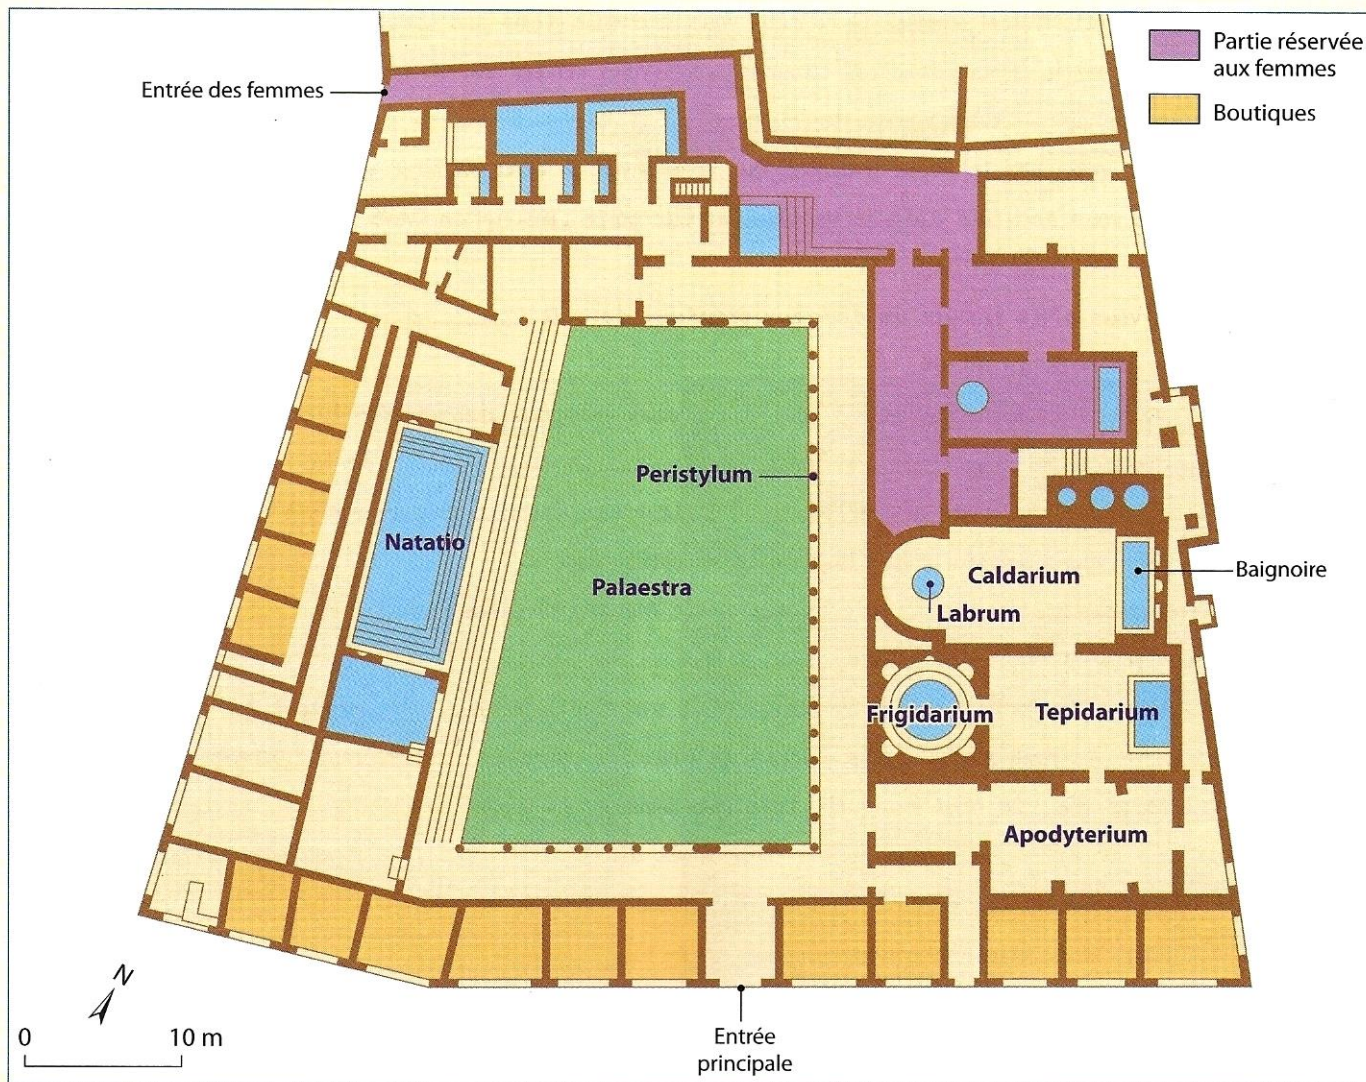 Partie réservée
aux femmes
Boutiques
Entrée des femmes
Peristylum
Natatio
Palaestra
Caldarium
Baignoire
Labrum
Frigidarium
Tepidarium
Apodyterium
N
0 10 m
Entrée
principale